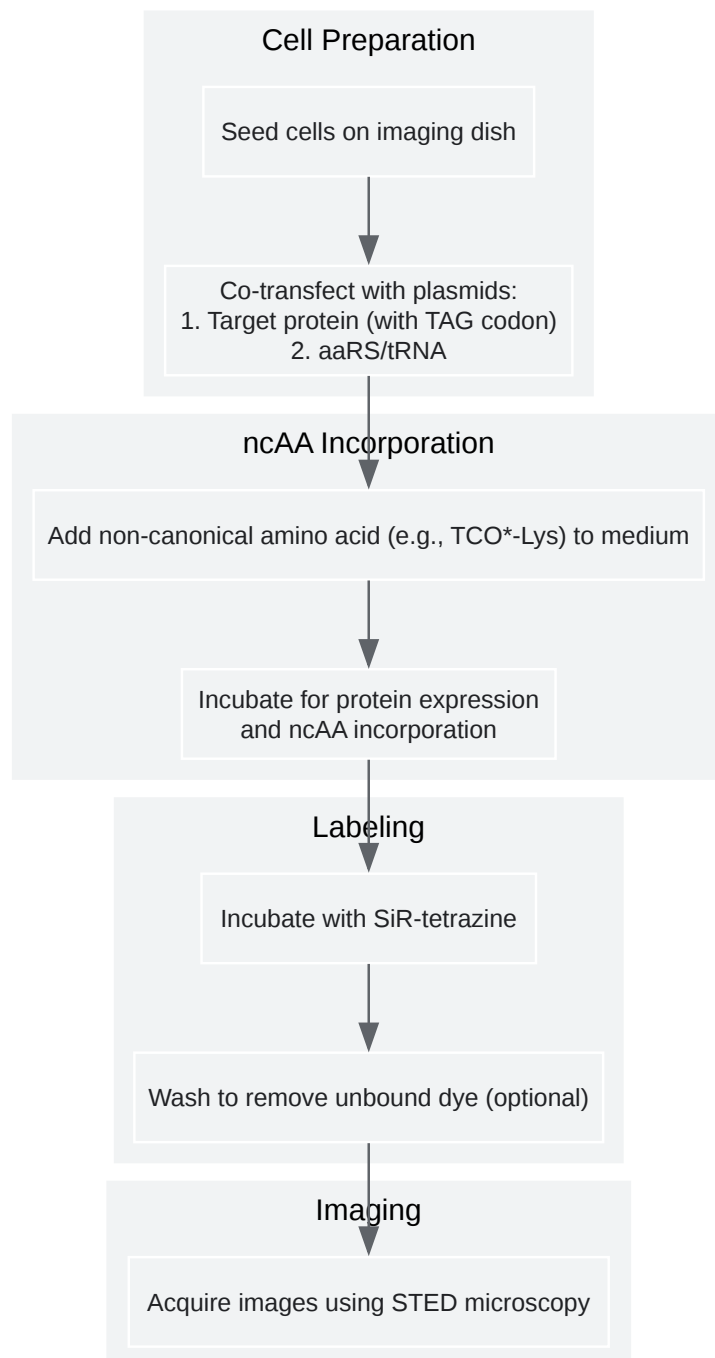 Cell Preparation
Seed cells on imaging dish
Co-transfect with plasmids:
1. Target protein (with TAG codon)
2. aaRS/tRNA
ncAA Incorporation
Add non-canonical amino acid (e.g., TCO*-Lys) to medium
Incubate for protein expression
and ncAA incorporation
Labeling
Incubate with SiR-tetrazine
Wash to remove unbound dye (optional)
Imaging
Acquire images using STED microscopy